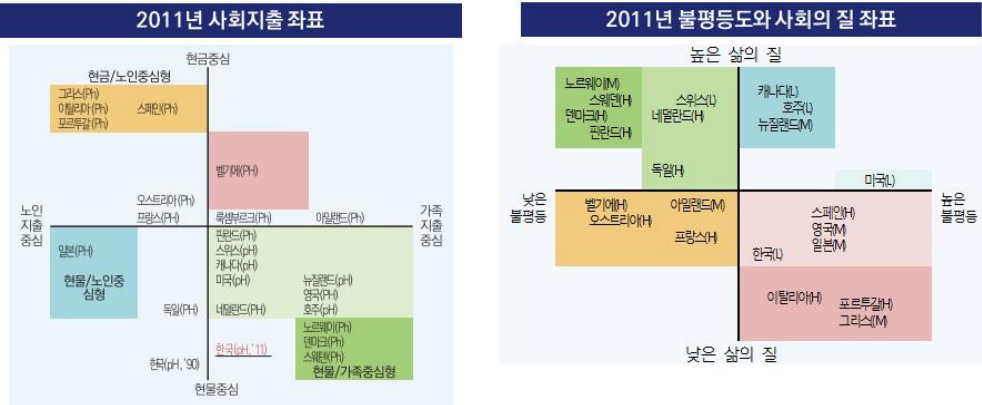 2011년 사회지출 좌표
현금중심
현금/노인중심형
그리스(Ph)
이탈리아(Ph) 스페인(Ph)
포르투갈(Ph)
벨기에(PH)
오스트리아(Ph)
프랑스(PH) 룩셈부르크(Ph) 아일랜드(Ph)
노인
지출
중심
가족
지출
중심
일본(PH)
현물/노인중
심형
핀란드(Ph)
스위스(pH)
캐나다(pH)
미국(pH) 뉴질랜드(pH)
영국(PH)
독일(PH) 네덜란드(PH) 호주(pH)
노르웨이(Ph)
한국(pH,'11) 덴마크(Ph)
스웨덴(Ph)
한국(pH,'90) 현물/가족중심형
현물중심
2011년 불평등도와 사회의 질 좌표
높은 삶의 질
노르웨이(M)
스웨덴(H)
덴마크(H)
핀란드(H)
스위스(L)
네덜란드(H)
독일(H)
캐나다(L)
호주(L)
뉴질랜드(M)
미국(L)
낮은
불평등
높은
불평등
벨기에(H) 아일랜드(M)
오스트리아(H)
프랑스(H)
스페인(H)
영국(M)
일본(M)
한국(L)
이탈리아(H) 포르투갈(H)
그리스(M)
낮은 삶의 질